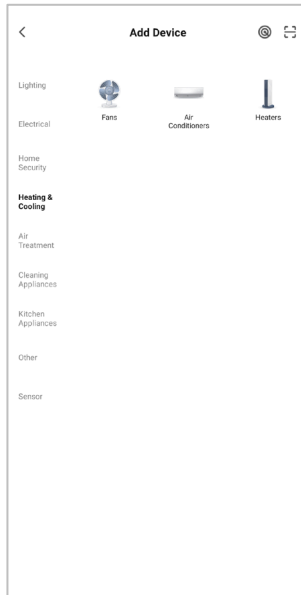 Add Device
Lighting
Electrical
Home
Security
Heating &
Cooling
Air
Treatment
Cleaning
Appliances
Kitchen
Appliances
Other
Sensor
Fans
Air
Conditioners
Heaters